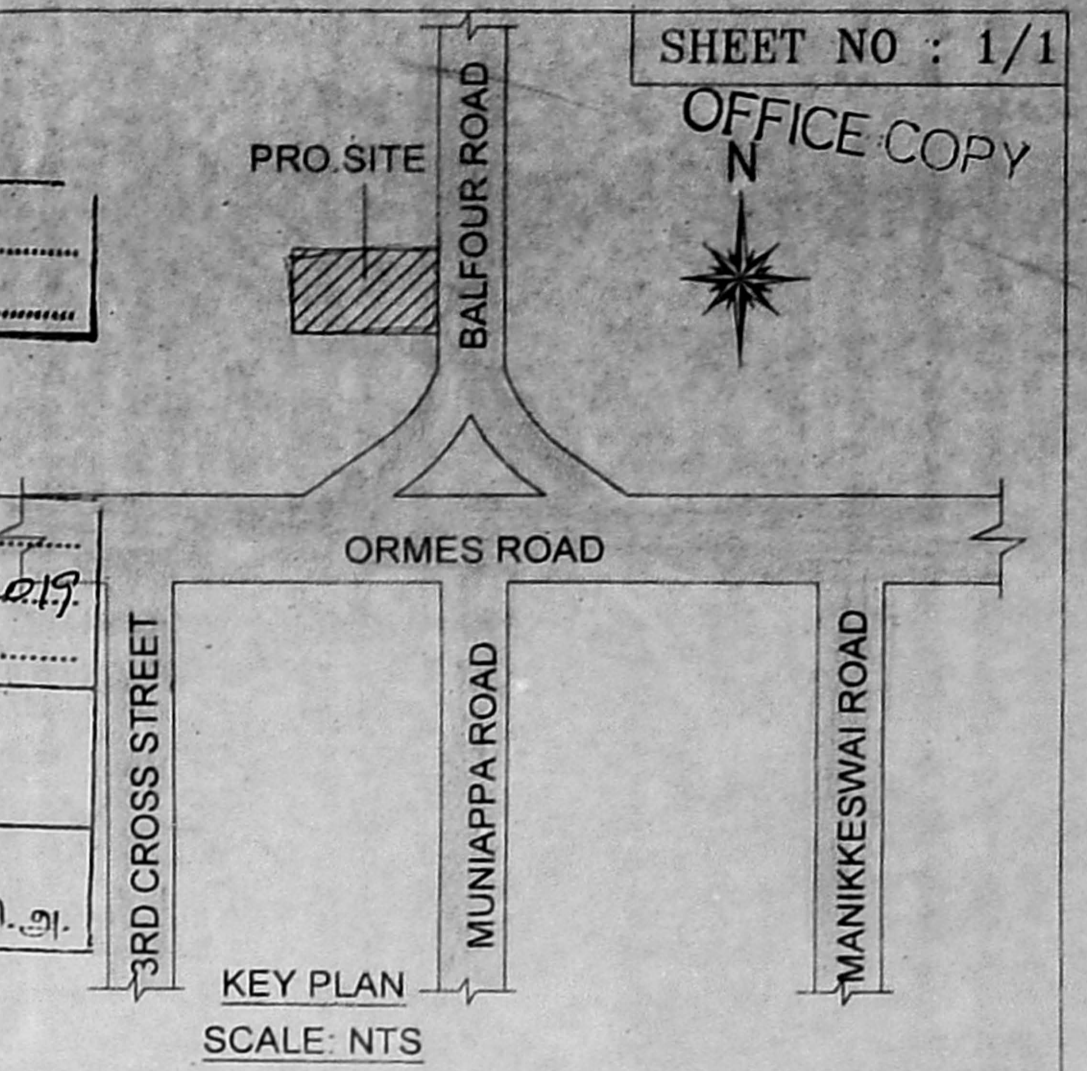 SHEET NO : 1/1
OFFICE COPY
N
PRO.SITE
BALFOUR ROAD
ORMES ROAD
019
3RD CROSS STREET
MUNIAPPA ROAD
MANIKKESWAI ROAD
KEY PLAN
SCALE: NTS